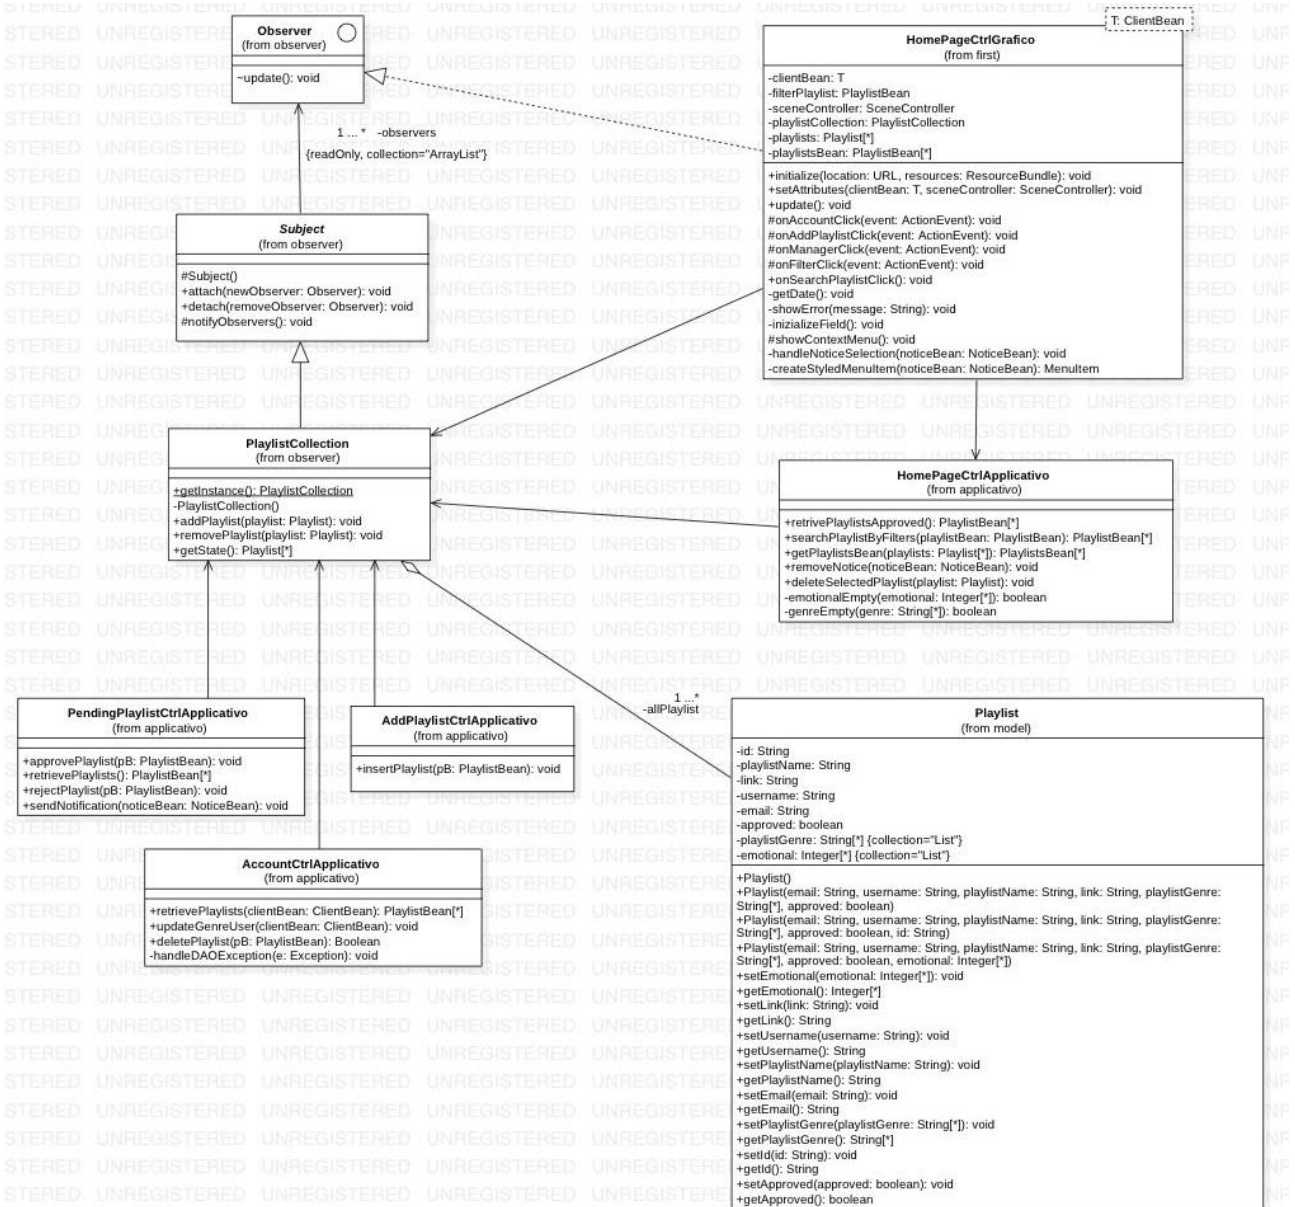 Observer
(from observer)
~update(): void
1 ... * -observers
{readOnly, collection="ArrayList"}
Subject
(from observer)
#Subject()
+attach(newObserver: Observer): void
+detach(removeObserver: Observer): void
#notifyObservers(): void
T: ClientBean
HomePageCtrlGrafico
(from first)
-clientBean: T
-filterPlaylist: PlaylistBean
-sceneController: SceneController
-playlistCollection: PlaylistCollection
-playlists: Playlist[*]
-playlistsBean: PlaylistBean[*]
+initialize(location: URL, resources: ResourceBundle): void
+setAttributes(clientBean: T, sceneController: SceneController): void
+update(): void
#onAccountClick(event: ActionEvent): void
#onAddPlaylistClick(event: ActionEvent): void
#onManagerClick(event: ActionEvent): void
#onFilterClick(event: ActionEvent): void
+onSearchPlaylistClick(): void
-getDate(): void
-showError(message: String): void
-inizializeField(): void
#showContextMenu(): void
-handleNoticeSelection(noticeBean: NoticeBean): void
-createStyledMenuItem(noticeBean: NoticeBean): MenuItem
PlaylistCollection
(from observer)
+getInstance(): PlaylistCollection
-PlaylistCollection()
+addPlaylist(playlist: Playlist): void
+removePlaylist(playlist: Playlist): void
+getState(): Playlist[*]
HomePageCtrlApplicativo
(from applicativo)
+retrivePlaylistsApproved(): PlaylistBean[*]
+searchPlaylistByFilters(playlistBean: PlaylistBean): PlaylistBean[*]
+getPlaylistsBean(playlists: Playlist[*]): PlaylistsBean[*]
+removeNotice(noticeBean: NoticeBean): void
+deleteSelectedPlaylist(playlist: Playlist): void
-emotionalEmpty(emotional: Integer[*]): boolean
-genreEmpty(genre: String[*]): boolean
PendingPlaylistCtrlApplicativo
(from applicativo)
+approvePlaylist(pB: PlaylistBean): void
+retrievePlaylists(): PlaylistBean[*]
+rejectPlaylist(pB: PlaylistBean): void
+sendNotification(noticeBean: NoticeBean): void
AddPlaylistCtrlApplicativo
(from applicativo)
+insertPlaylist(pB: PlaylistBean): void
AccountCtrlApplicativo
(from applicativo)
+retrievePlaylists(clientBean: ClientBean): PlaylistBean[*]
+updateGenreUser(clientBean: ClientBean): void
+deletePlaylist(pB: PlaylistBean): Boolean
-handleDAOException(e: Exception): void
1 ...*
-allPlaylist
Playlist
(from model)
-id: String
-playlistName: String
-link: String
-username: String
-email: String
-approved: boolean
-playlistGenre: String[*] {collection="List"}
-emotional: Integer[*] {collection="List"}
+Playlist()
+Playlist(email: String, username: String, playlistName: String, link: String, playlistGenre:
String[*], approved: boolean)
+Playlist(email: String, username: String, playlistName: String, link: String, playlistGenre:
String[*], approved: boolean, id: String)
+Playlist(email: String, username: String, playlistName: String, link: String, playlistGenre:
String[*], approved: boolean, emotional: Integer[*])
+setEmotional(emotional: Integer[*]): void
+getEmotional(): Integer[*]
+setLink(link: String): void
+getLink(): String
+setUsername(username: String): void
+getUsername(): String
+setPlaylistName(playlistName: String): void
+getPlaylistName(): String
+setEmail(email: String): void
+getEmail(): String
+setPlaylistGenre(playlistGenre: String[*]): void
+getPlaylistGenre(): String[*]
+setId(id: String): void
+getId(): String
+setApproved(approved: boolean): void
+getApproved(): boolean
UNREGISTERED